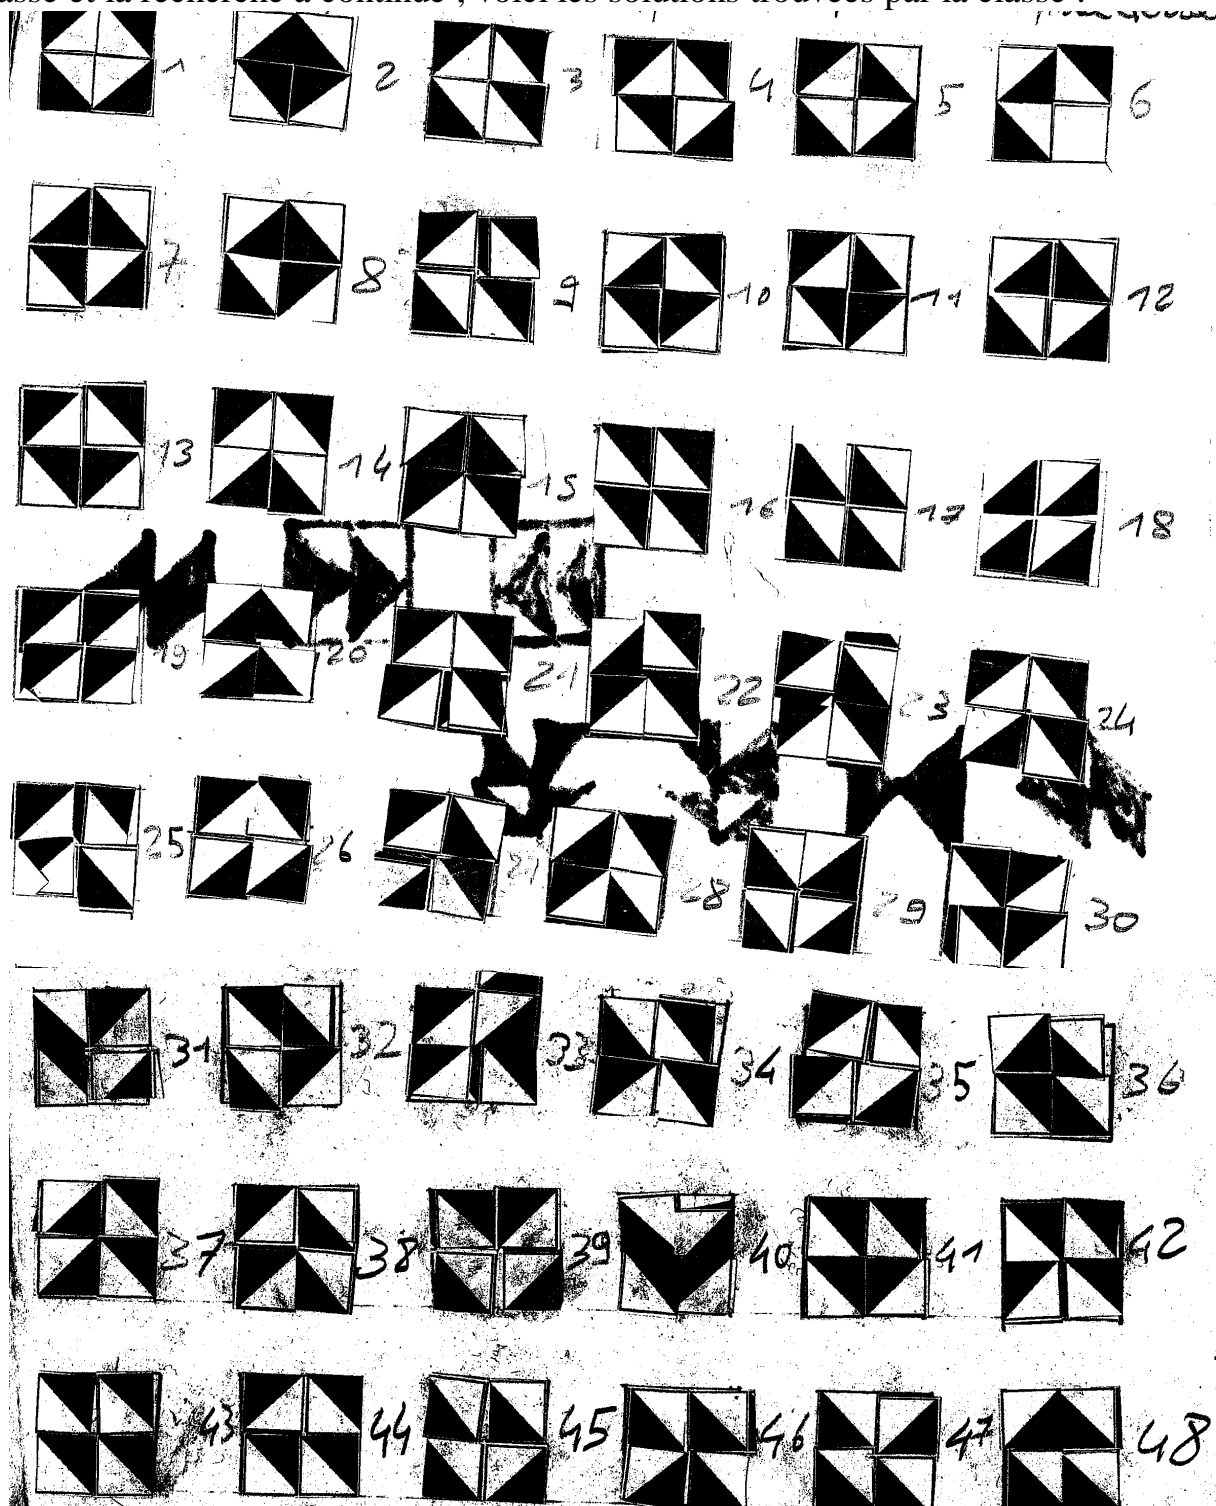 asse et la recherche a continué ; voici les solutions trouvées par la classe :
1 2 3 4 5 6
7 8 9 10 11 12
13 14 15 16 17 18
19 20 21 22 23 24
25 26 27 28 29 30
31 32 33 34 35 36
37 38 39 40 41 42
43 44 45 46 47 48